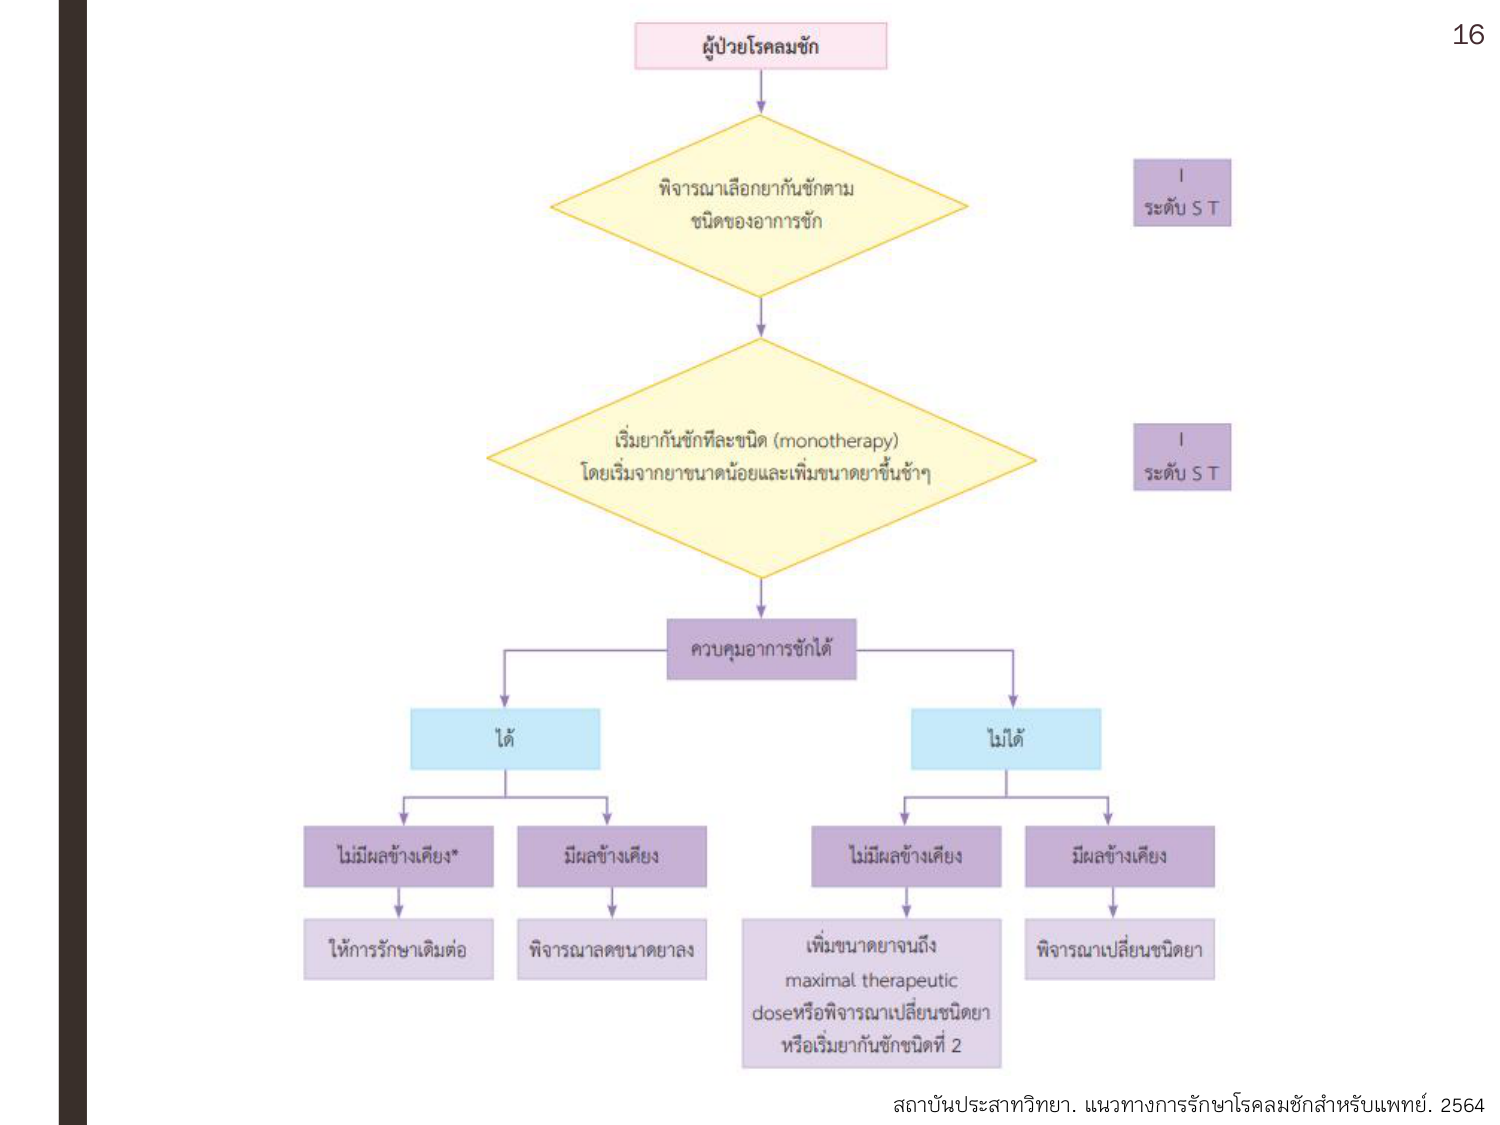 16
ผู้ป่วยโรคลมชัก
พิจารณาเลือกยากันชักตาม
ชนิดของอาการชัก
I
ระดับ S T
เริ่มยากันชักทีละชนิด (monotherapy)
โดยเริ่มจากยาขนาดน้อยและเพิ่มขนาดยาขึ้นช้าๆ
I
ระดับ S T
ควบคุมอาการชักได้
ได้
ไม่ได้
ไม่มีผลข้างเคียง*
มีผลข้างเคียง
ไม่มีผลข้างเคียง
มีผลข้างเคียง
ให้การรักษาเดิมต่อ
พิจารณาลดขนาดยาลง
เพิ่มขนาดยาจนถึง
maximal therapeutic
doseหรือพิจารณาเปลี่ยนชนิดยา
หรือเริ่มยากันชักชนิดที่ 2
พิจารณาเปลี่ยนชนิดยา
สถาบันประสาทวิทยา. แนวทางการรักษาโรคลมชักสำหรับแพทย์. 2564